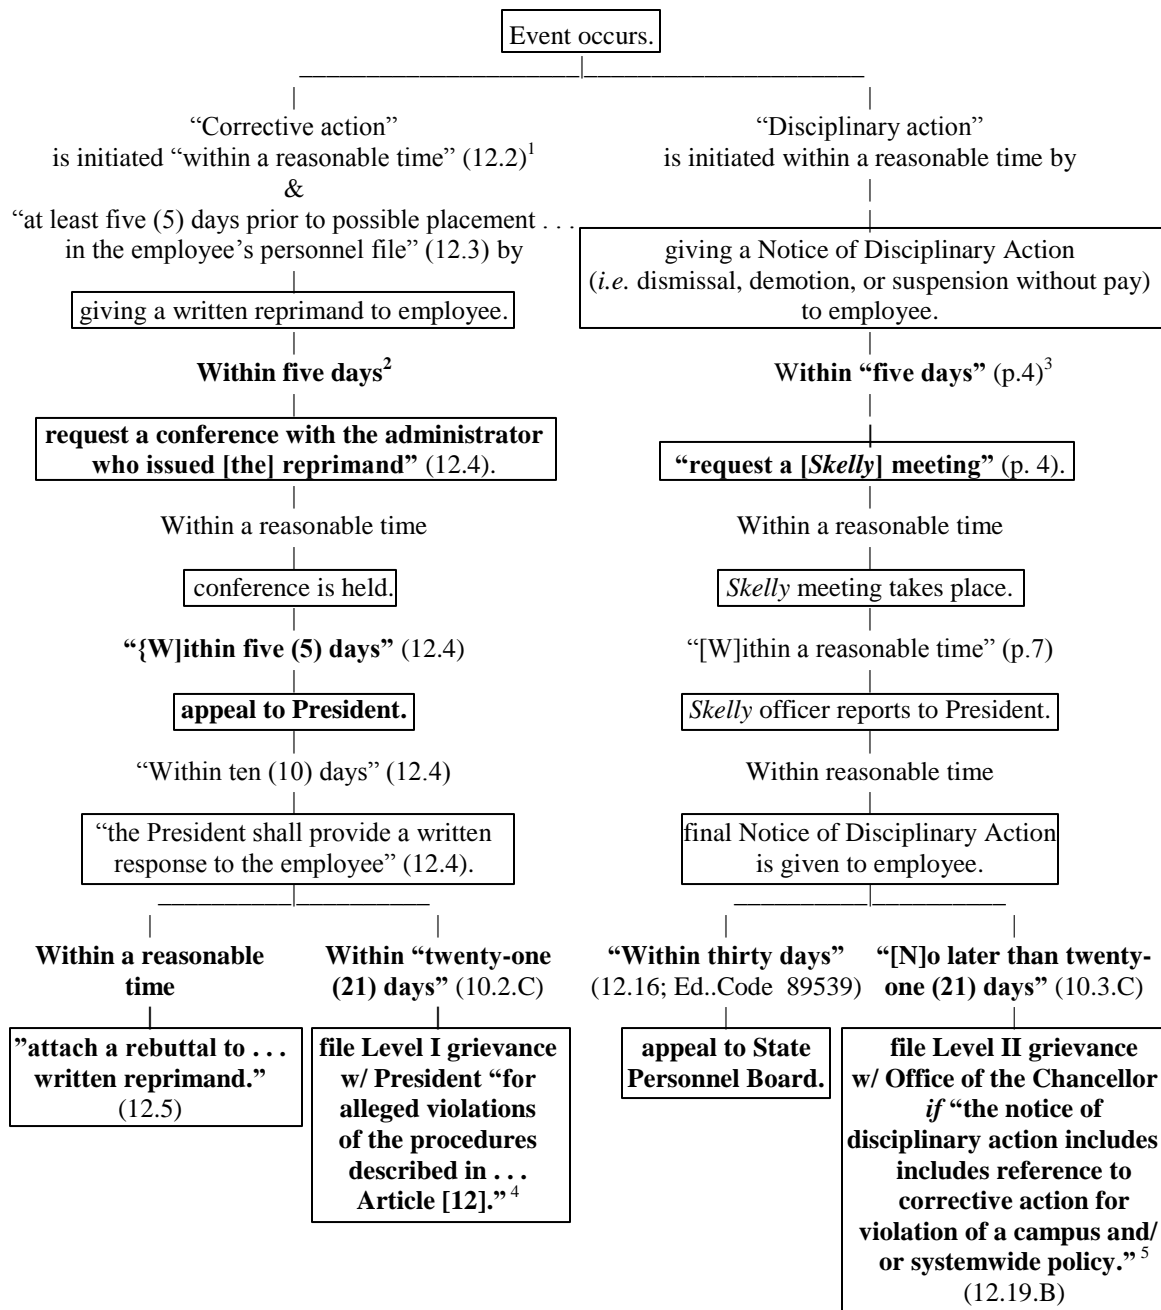 Event occurs.
“Corrective action”
is initiated “within a reasonable time” (12.2)1
&
“at least five (5) days prior to possible placement . . .
in the employee’s personnel file” (12.3) by
giving a written reprimand to employee.
Within five days2
request a conference with the administrator
who issued [the] reprimand” (12.4).
Within a reasonable time
conference is held.
“{W]ithin five (5) days” (12.4)
appeal to President.
“Within ten (10) days” (12.4)
“the President shall provide a written
response to the employee” (12.4).
Within a reasonable
time
”attach a rebuttal to . . .
written reprimand.”
(12.5)
Within “twenty-one
(21) days” (10.2.C)
file Level I grievance
w/ President “for
alleged violations
of the procedures
described in . . .
Article [12].” 4
“Disciplinary action”
is initiated within a reasonable time by
giving a Notice of Disciplinary Action
(i.e. dismissal, demotion, or suspension without pay)
to employee.
Within “five days” (p.4)3
“request a [Skelly] meeting” (p. 4).
Within a reasonable time
Skelly meeting takes place.
“[W]ithin a reasonable time” (p.7)
Skelly officer reports to President.
Within reasonable time
final Notice of Disciplinary Action
is given to employee.
“Within thirty days”
(12.16; Ed..Code 89539)
appeal to State
Personnel Board.
“[N]o later than twenty-
one (21) days” (10.3.C)
file Level II grievance
w/ Office of the Chancellor
if “the notice of
disciplinary action includes
includes reference to
corrective action for
violation of a campus and/
or systemwide policy.” 5
(12.19.B)